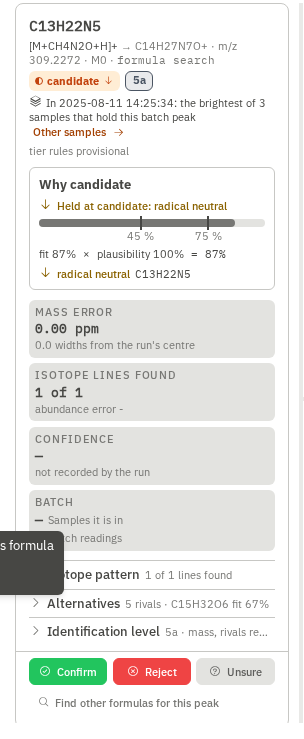 C13H22N5
[M+CH4N2O+H]+ → C14H27N7O+ · m/z
309.2272 · M0 · formula search
candidate ↓ 5a
In 2025-08-11 14:25:34: the brightest of 3
samples that hold this batch peak
Other samples →
tier rules provisional
Why candidate
↓ Held at candidate: radical neutral
45 % 75 %
fit 87% × plausibility 100% = 87%
↓ radical neutral C13H22N5
MASS ERROR
0.00 ppm
0.0 widths from the run's centre
ISOTOPE LINES FOUND
1 of 1
abundance error -
CONFIDENCE
—
not recorded by the run
BATCH
— Samples it is in
readings
s formula
pattern 1 of 1 lines found
Alternatives 5 rivals · C15H32O6 fit 67%
Identification level 5a · mass, rivals re...
Confirm Reject Unsure
Find other formulas for this peak